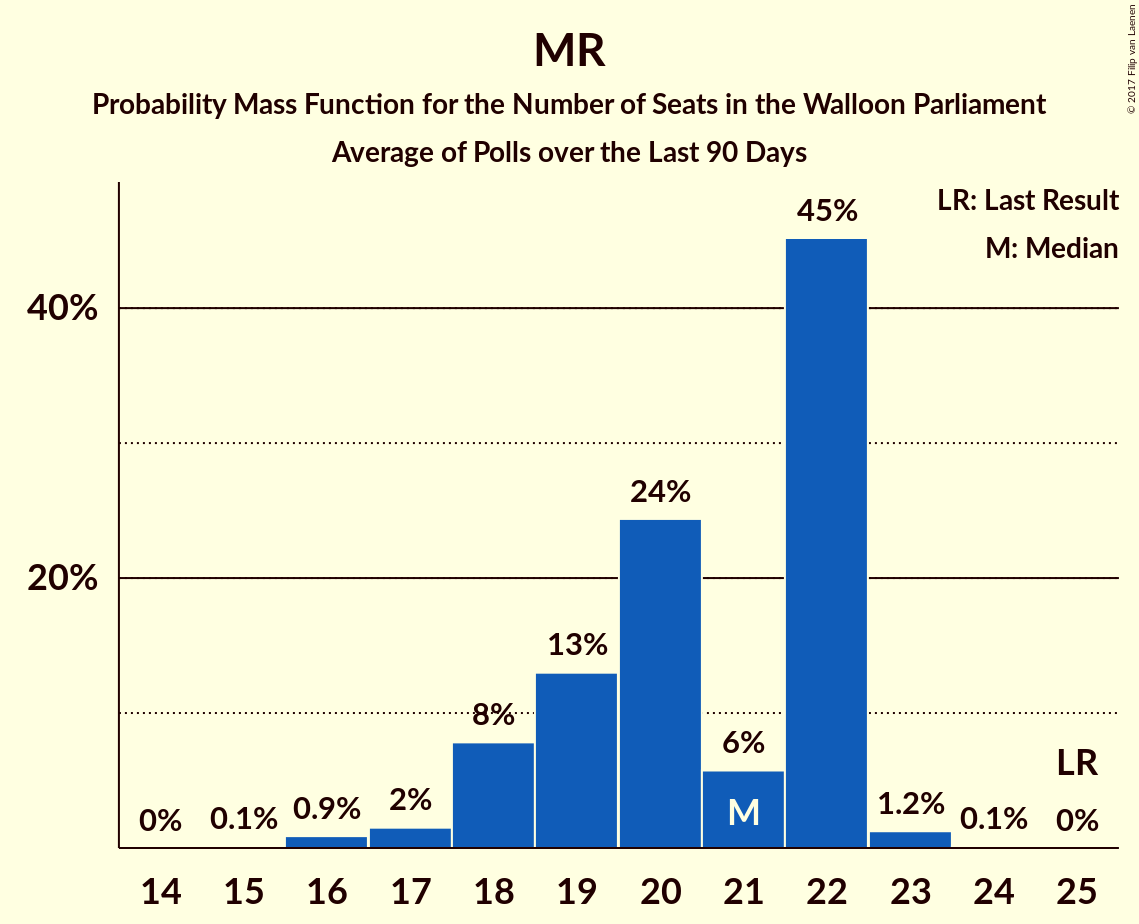 MR
Probability Mass Function for the Number of Seats in the Walloon Parliament
Average of Polls over the Last 90 Days
© 2017 Filip van Laenen
LR: Last Result
M: Median
40%
20%
0%
0.1%
0.9%
2%
8%
13%
24%
6%
45%
1.2%
0.1%
0%
LR
M
14 15 16 17 18 19 20 21 22 23 24 25